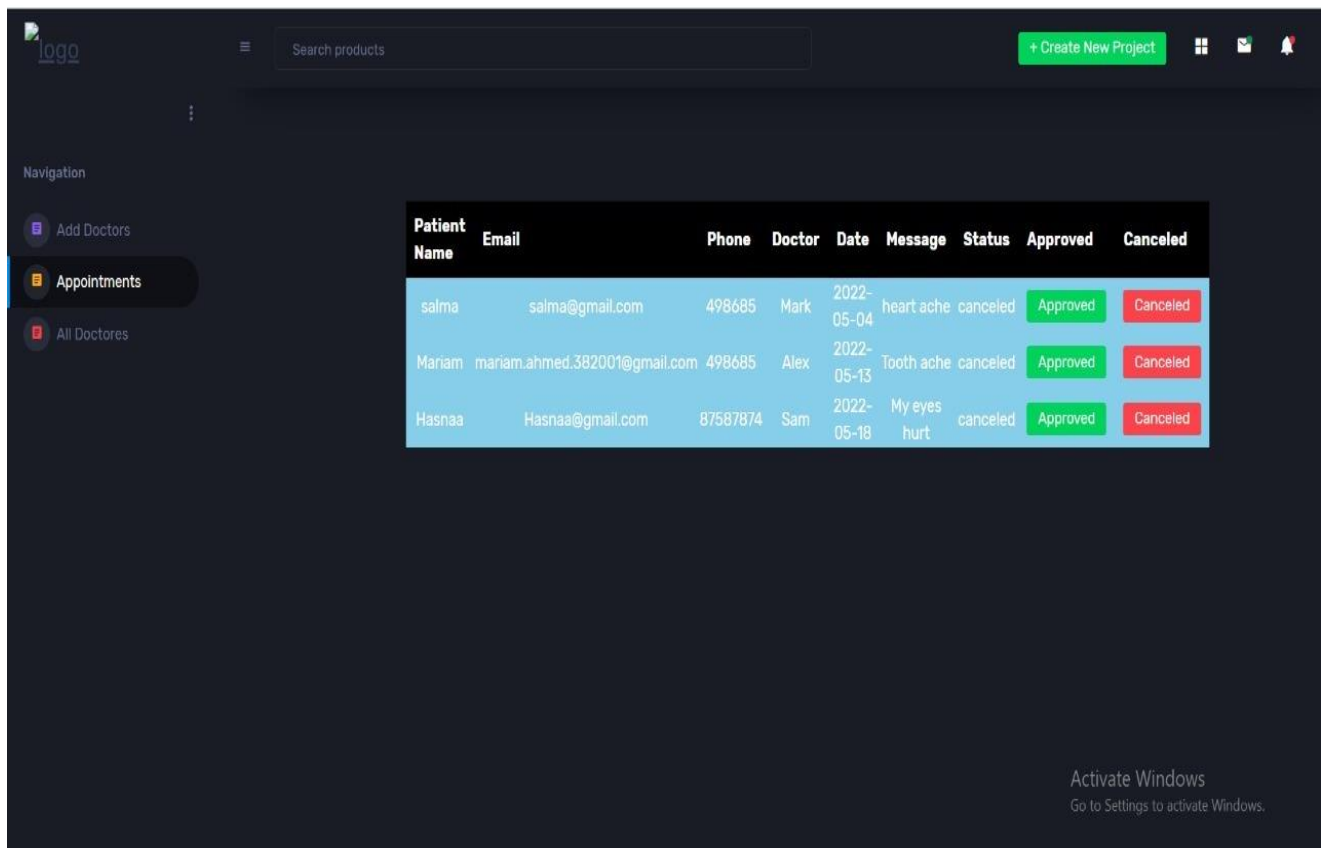 logo
Search products
+ Create New Project
Navigation
Add Doctors
Appointments
All Doctores
Patient Name Email Phone Doctor Date Message Status Approved Canceled
salma salma@gmail.com 498685 Mark 2022-05-04 heart ache canceled Approved Canceled
Mariam mariam.ahmed.382001@gmail.com 498685 Alex 2022-05-13 Tooth ache canceled Approved Canceled
Hasnaa Hasnaa@gmail.com 87587874 Sam 2022-05-18 My eyes hurt canceled Approved Canceled
Activate Windows
Go to Settings to activate Windows.